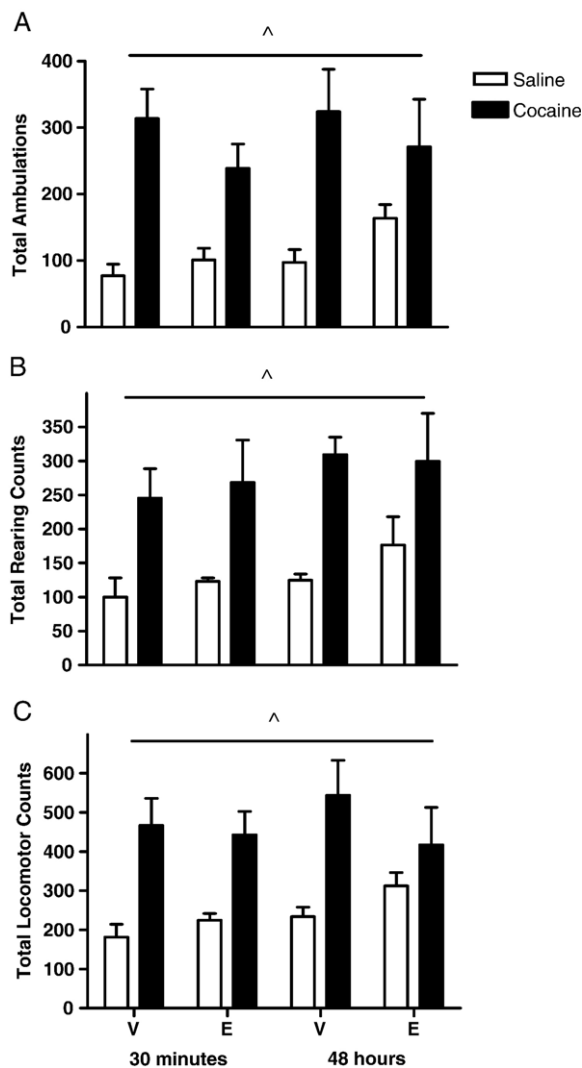 A
^
400
300
200
100
0
Total Ambulations
Saline
Cocaine
B
^
350
300
250
200
150
100
50
0
Total Rearing Counts
C
^
600
500
400
300
200
100
0
Total Locomotor Counts
V E V E
30 minutes 48 hours